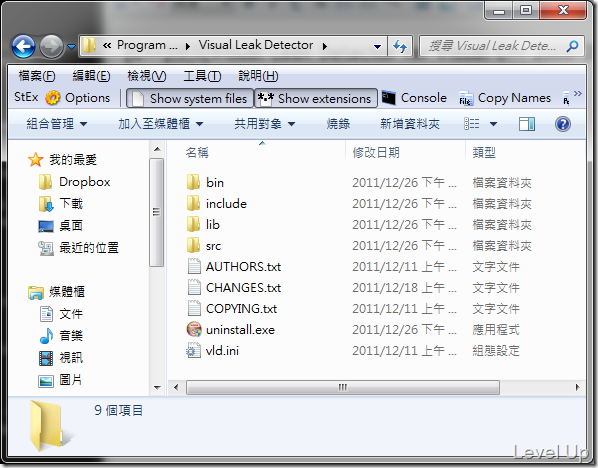 « Program ... ▸ Visual Leak Detector ▸ 搜尋 Visual Leak Dete...
檔案(F) 編輯(E) 檢視(V) 工具(T) 說明(H)
StEx Options Show system files Show extensions Console Copy Names »
組合管理 加入至媒體櫃 共用對象 燒錄 新增資料夾
名稱 修改日期 類型
我的最愛
Dropbox
下載
桌面
最近的位置
媒體櫃
文件
音樂
視訊
圖片
bin 2011/12/26 下午 ... 檔案資料夾
include 2011/12/26 下午 ... 檔案資料夾
lib 2011/12/26 下午 ... 檔案資料夾
src 2011/12/26 下午 ... 檔案資料夾
AUTHORS.txt 2011/12/11 上午 ... 文字文件
CHANGES.txt 2011/12/18 上午 ... 文字文件
COPYING.txt 2011/12/11 上午 ... 文字文件
uninstall.exe 2011/12/26 下午 ... 應用程式
vld.ini 2011/12/11 上午 ... 組態設定
9 個項目
Level Up